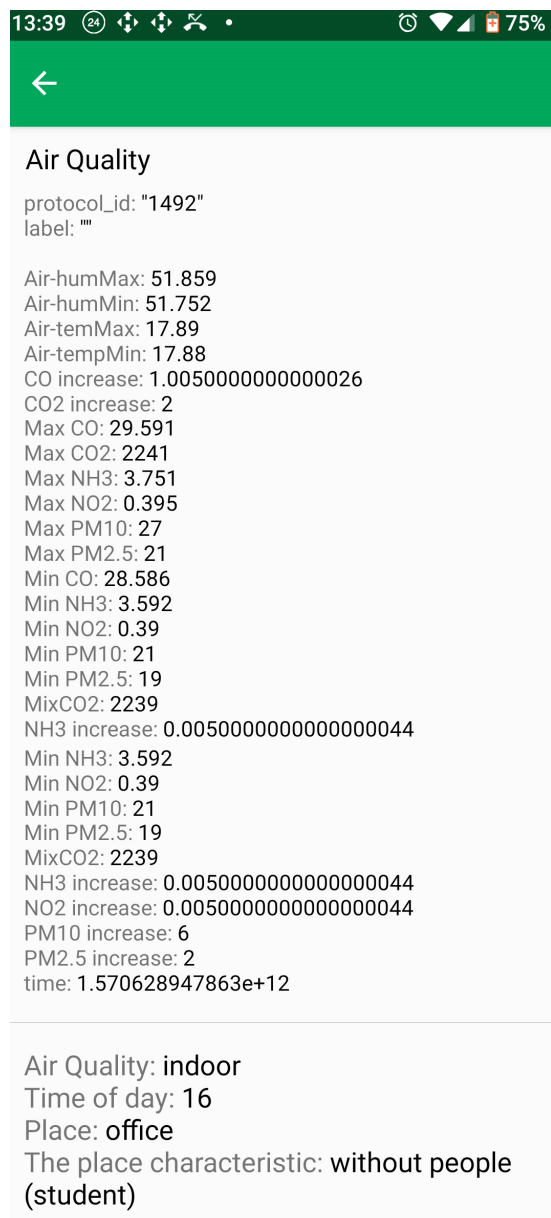 13:39 24 75%
Air Quality
protocol_id: "1492"
label: ""
Air-humMax: 51.859
Air-humMin: 51.752
Air-temMax: 17.89
Air-tempMin: 17.88
CO increase: 1.0050000000000026
CO2 increase: 2
Max CO: 29.591
Max CO2: 2241
Max NH3: 3.751
Max NO2: 0.395
Max PM10: 27
Max PM2.5: 21
Min CO: 28.586
Min NH3: 3.592
Min NO2: 0.39
Min PM10: 21
Min PM2.5: 19
MixCO2: 2239
NH3 increase: 0.0050000000000000044
Min NH3: 3.592
Min NO2: 0.39
Min PM10: 21
Min PM2.5: 19
MixCO2: 2239
NH3 increase: 0.0050000000000000044
NO2 increase: 0.0050000000000000044
PM10 increase: 6
PM2.5 increase: 2
time: 1.570628947863e+12
Air Quality: indoor
Time of day: 16
Place: office
The place characteristic: without people
(student)